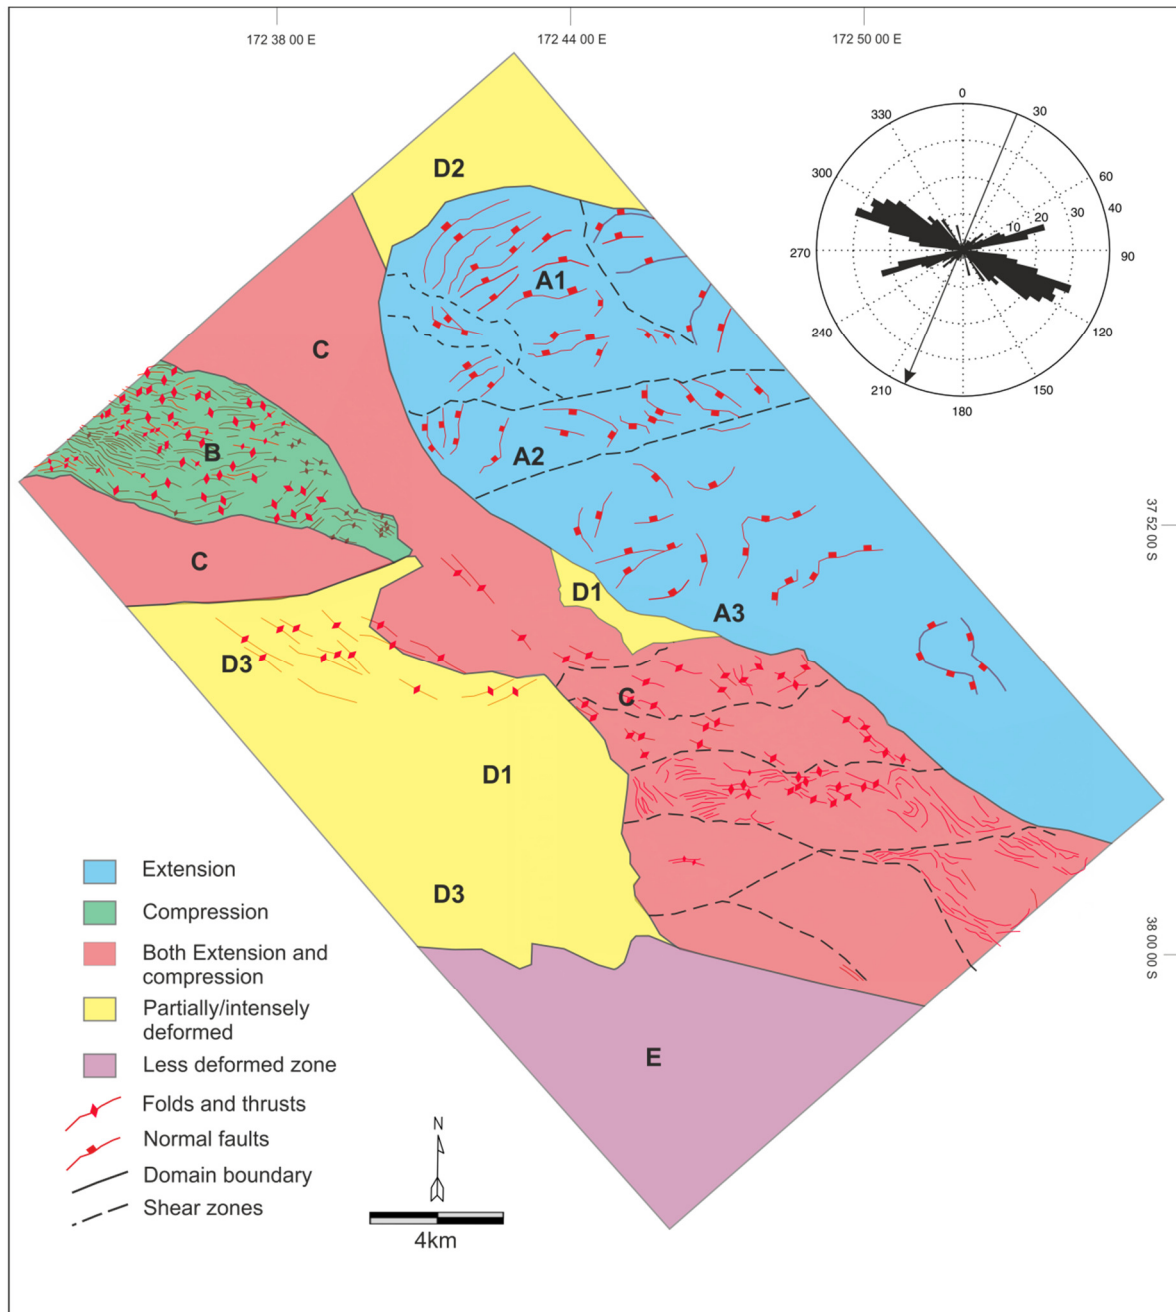 172 38 00 E
172 44 00 E
172 50 00 E
0
30
60
40
30
20
10
90
120
150
180
210
240
270
300
330
D2
A1
C
B
A2
C
D1
A3
D3
C
D1
D3
E
37 52 00 S
38 00 00 S
Extension
Compression
Both Extension and
compression
Partially/intensely
deformed
Less deformed zone
Folds and thrusts
Normal faults
Domain boundary
Shear zones
N
4km